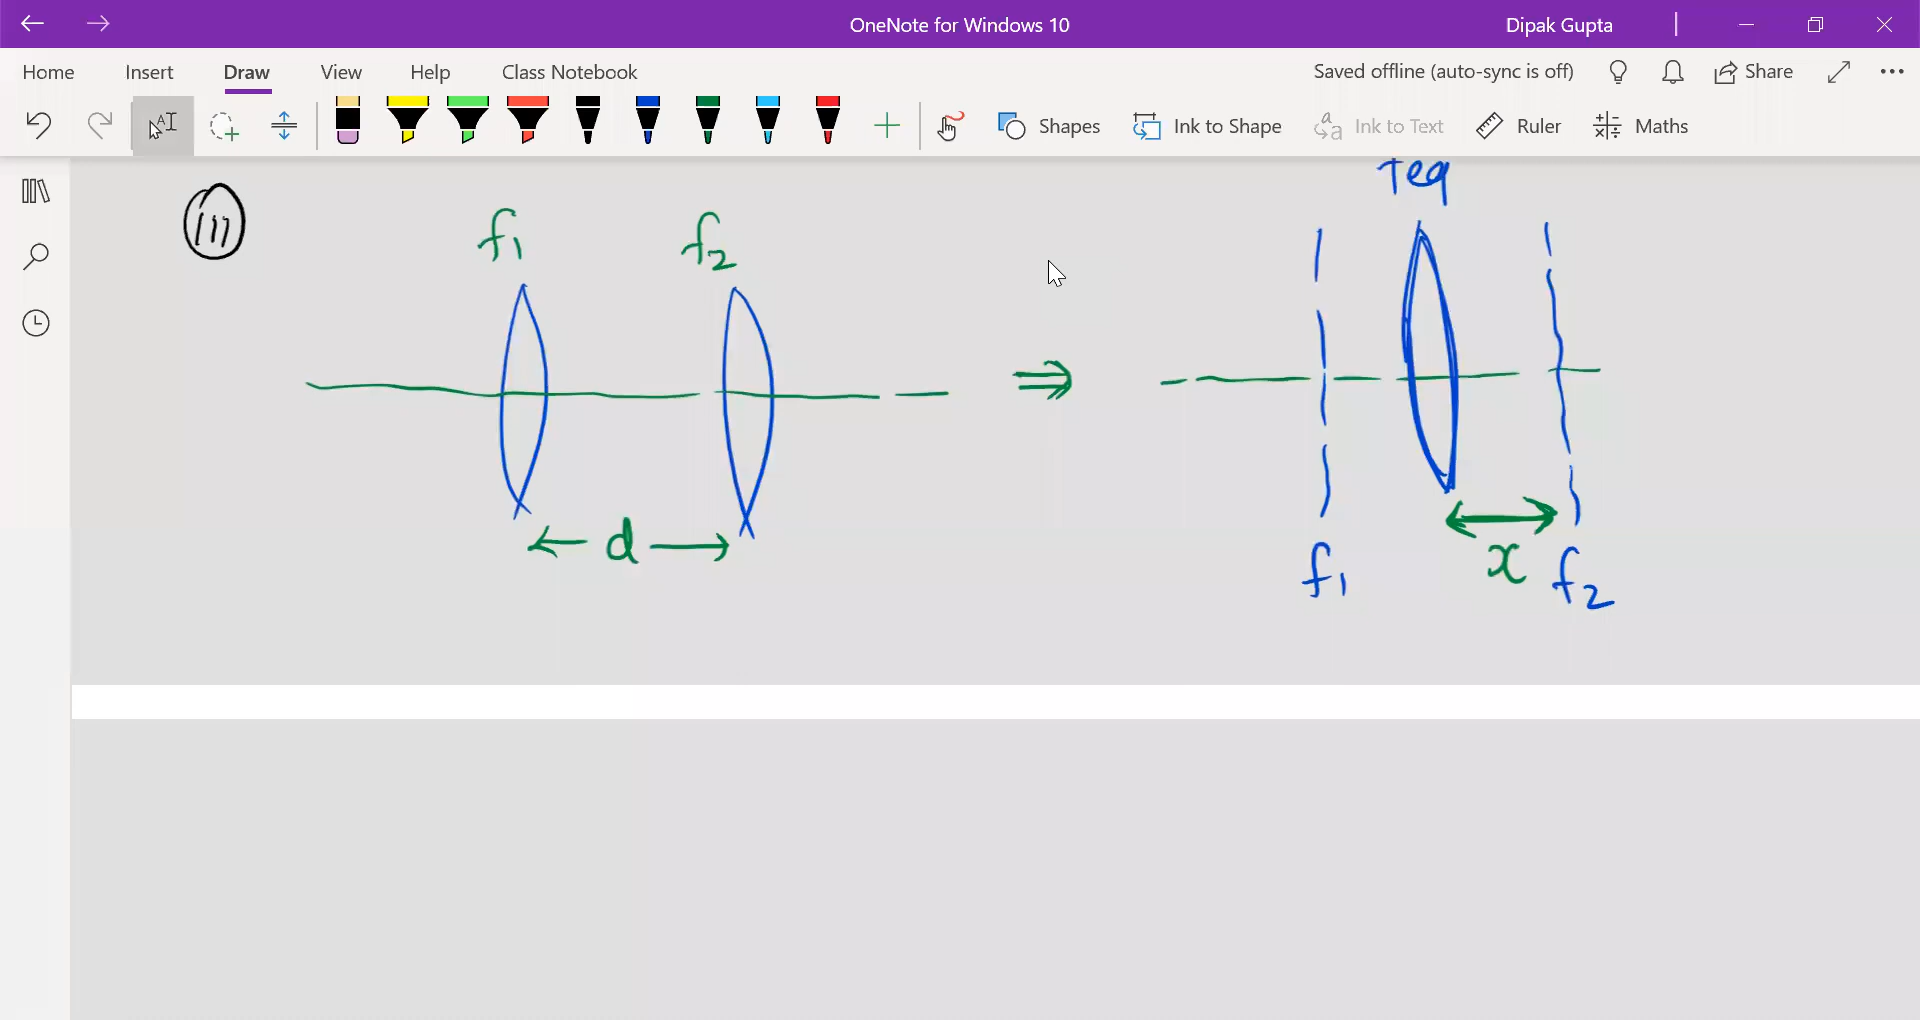 OneNote for Windows 10
Dipak Gupta
Home Insert Draw View Help Class Notebook
Saved offline (auto-sync is off) Share
Shapes Ink to Shape Ink to Text Ruler Maths
(III)
f₁ f₂
feq
d
x
f₁ f₂